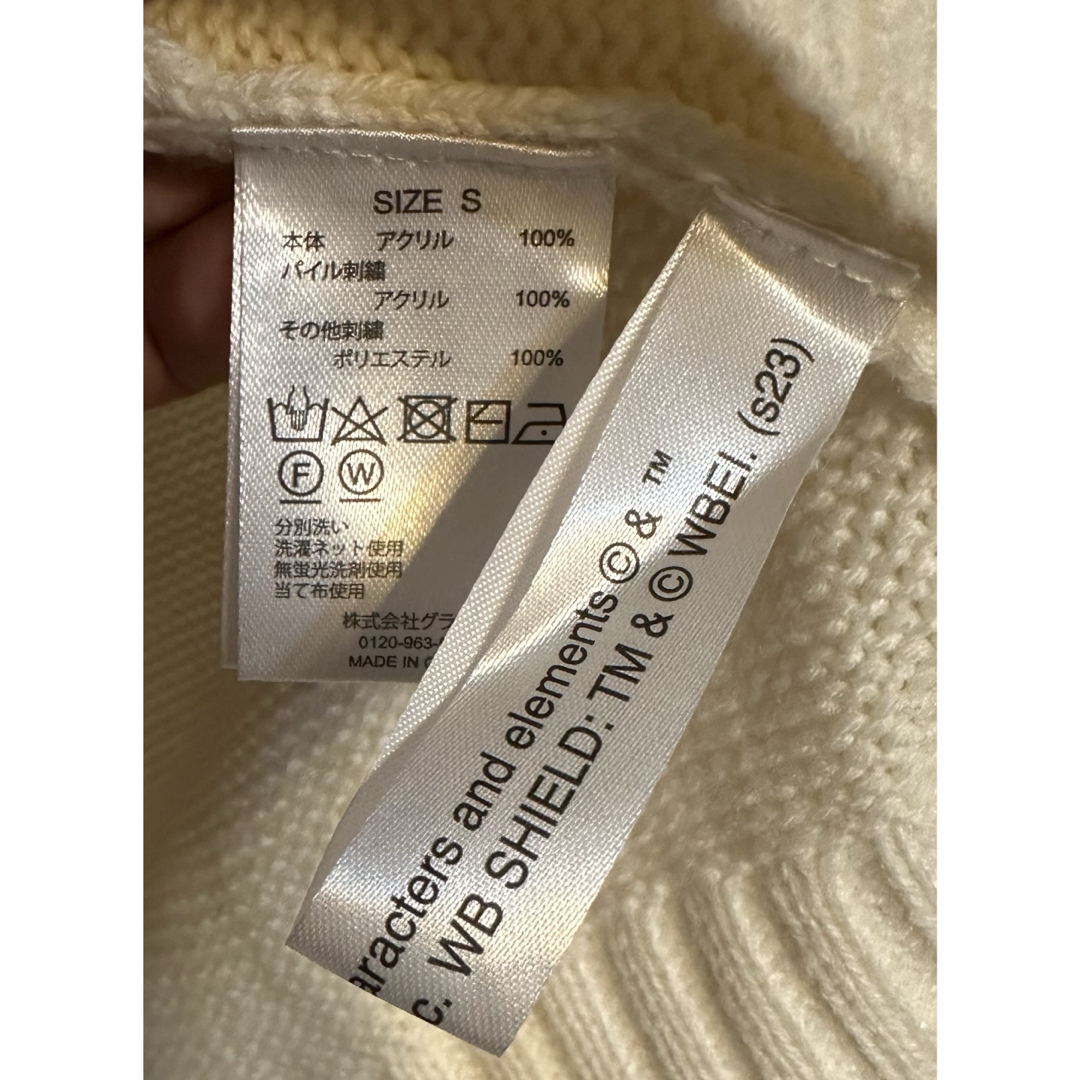 SIZE S
本体 アクリル 100%
パイル刺繍
アクリル 100%
その他刺繍
ポリエステル 100%
F W
分別洗い
洗濯ネット使用
無蛍光洗剤使用
当て布使用
株式会社グラ
0120-963-
MADE IN C
aracters and elements © & ™
c. WB SHIELD: TM & © WBEI. (s23)